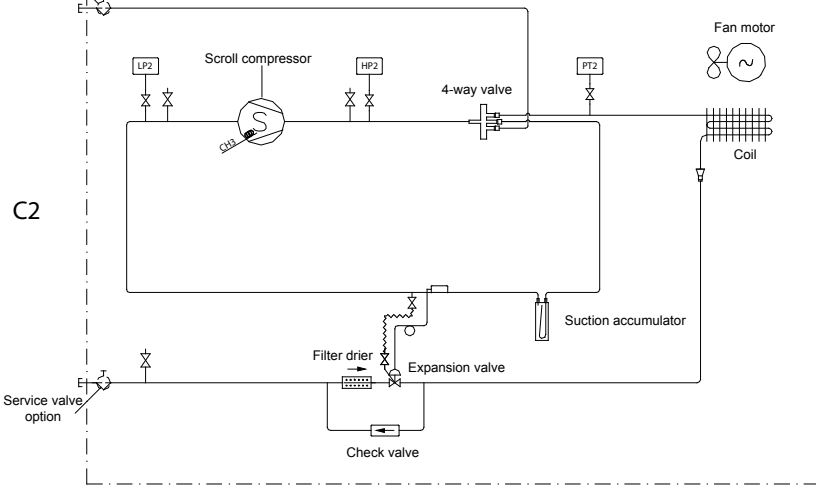 Fan motor
Scroll compressor
LP2
HP2
PT2
4-way valve
S
CH3
Coil
C2
Suction accumulator
Filter drier
Expansion valve
Service valve
option
Check valve